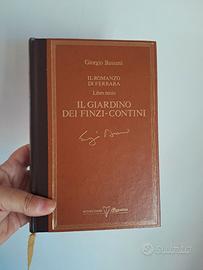 Giorgio Bassani
IL ROMANZO
DI FERRARA
Libro terzo
IL GIARDINO
DEI FINZI-CONTINI
subito.it